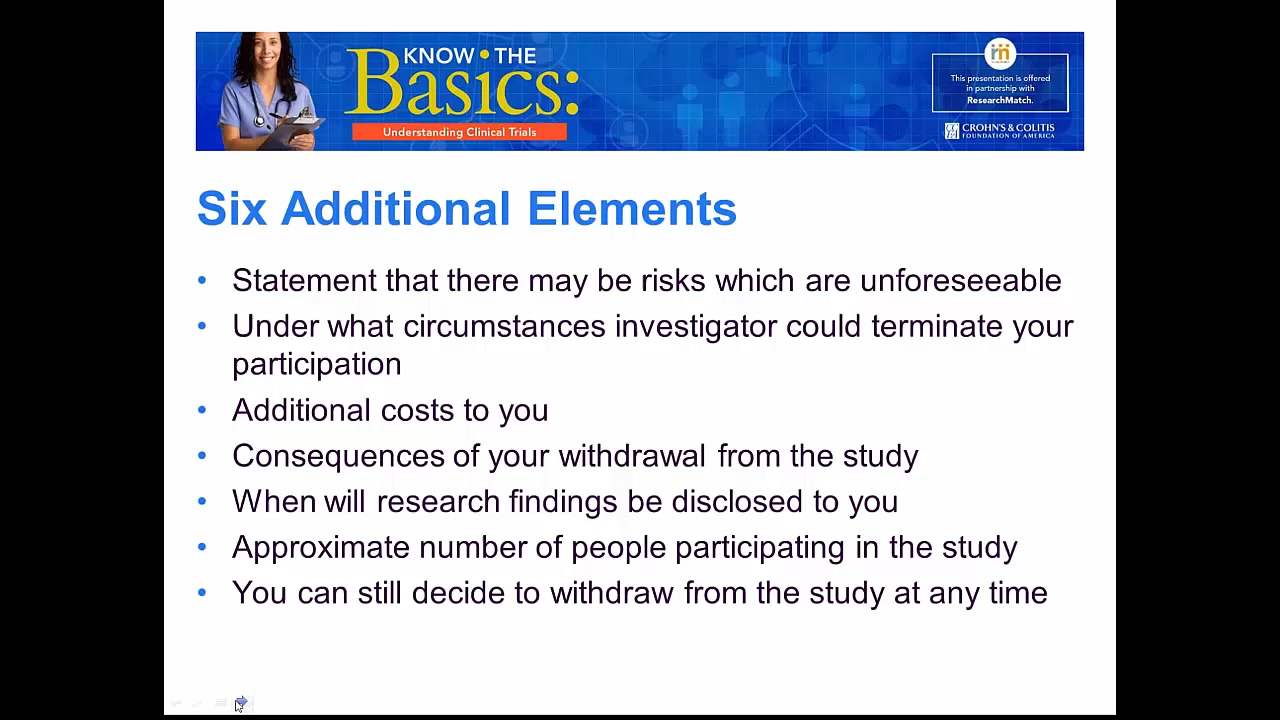 KNOW • THE
Basics:
Understanding Clinical Trials
This presentation is offered
in partnership with
ResearchMatch.
CROHN'S & COLITIS
FOUNDATION OF AMERICA
Six Additional Elements
• Statement that there may be risks which are unforeseeable
• Under what circumstances investigator could terminate your
participation
• Additional costs to you
• Consequences of your withdrawal from the study
• When will research findings be disclosed to you
• Approximate number of people participating in the study
• You can still decide to withdraw from the study at any time